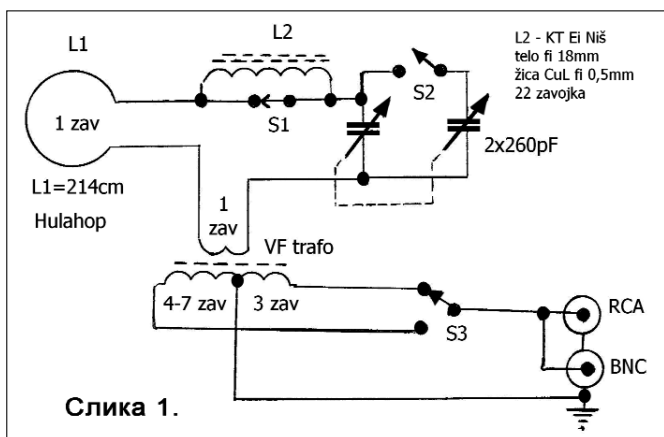 L1
L2
L2 - KT Ei Niš
telo fi 18mm
žica CuL fi 0,5mm
22 zavojka
S2
1 zav
S1
2x260pF
L1=214cm
Hulahop
1
zav
VF trafo
4-7 zav
3 zav
S3
RCA
BNC
Слика 1.